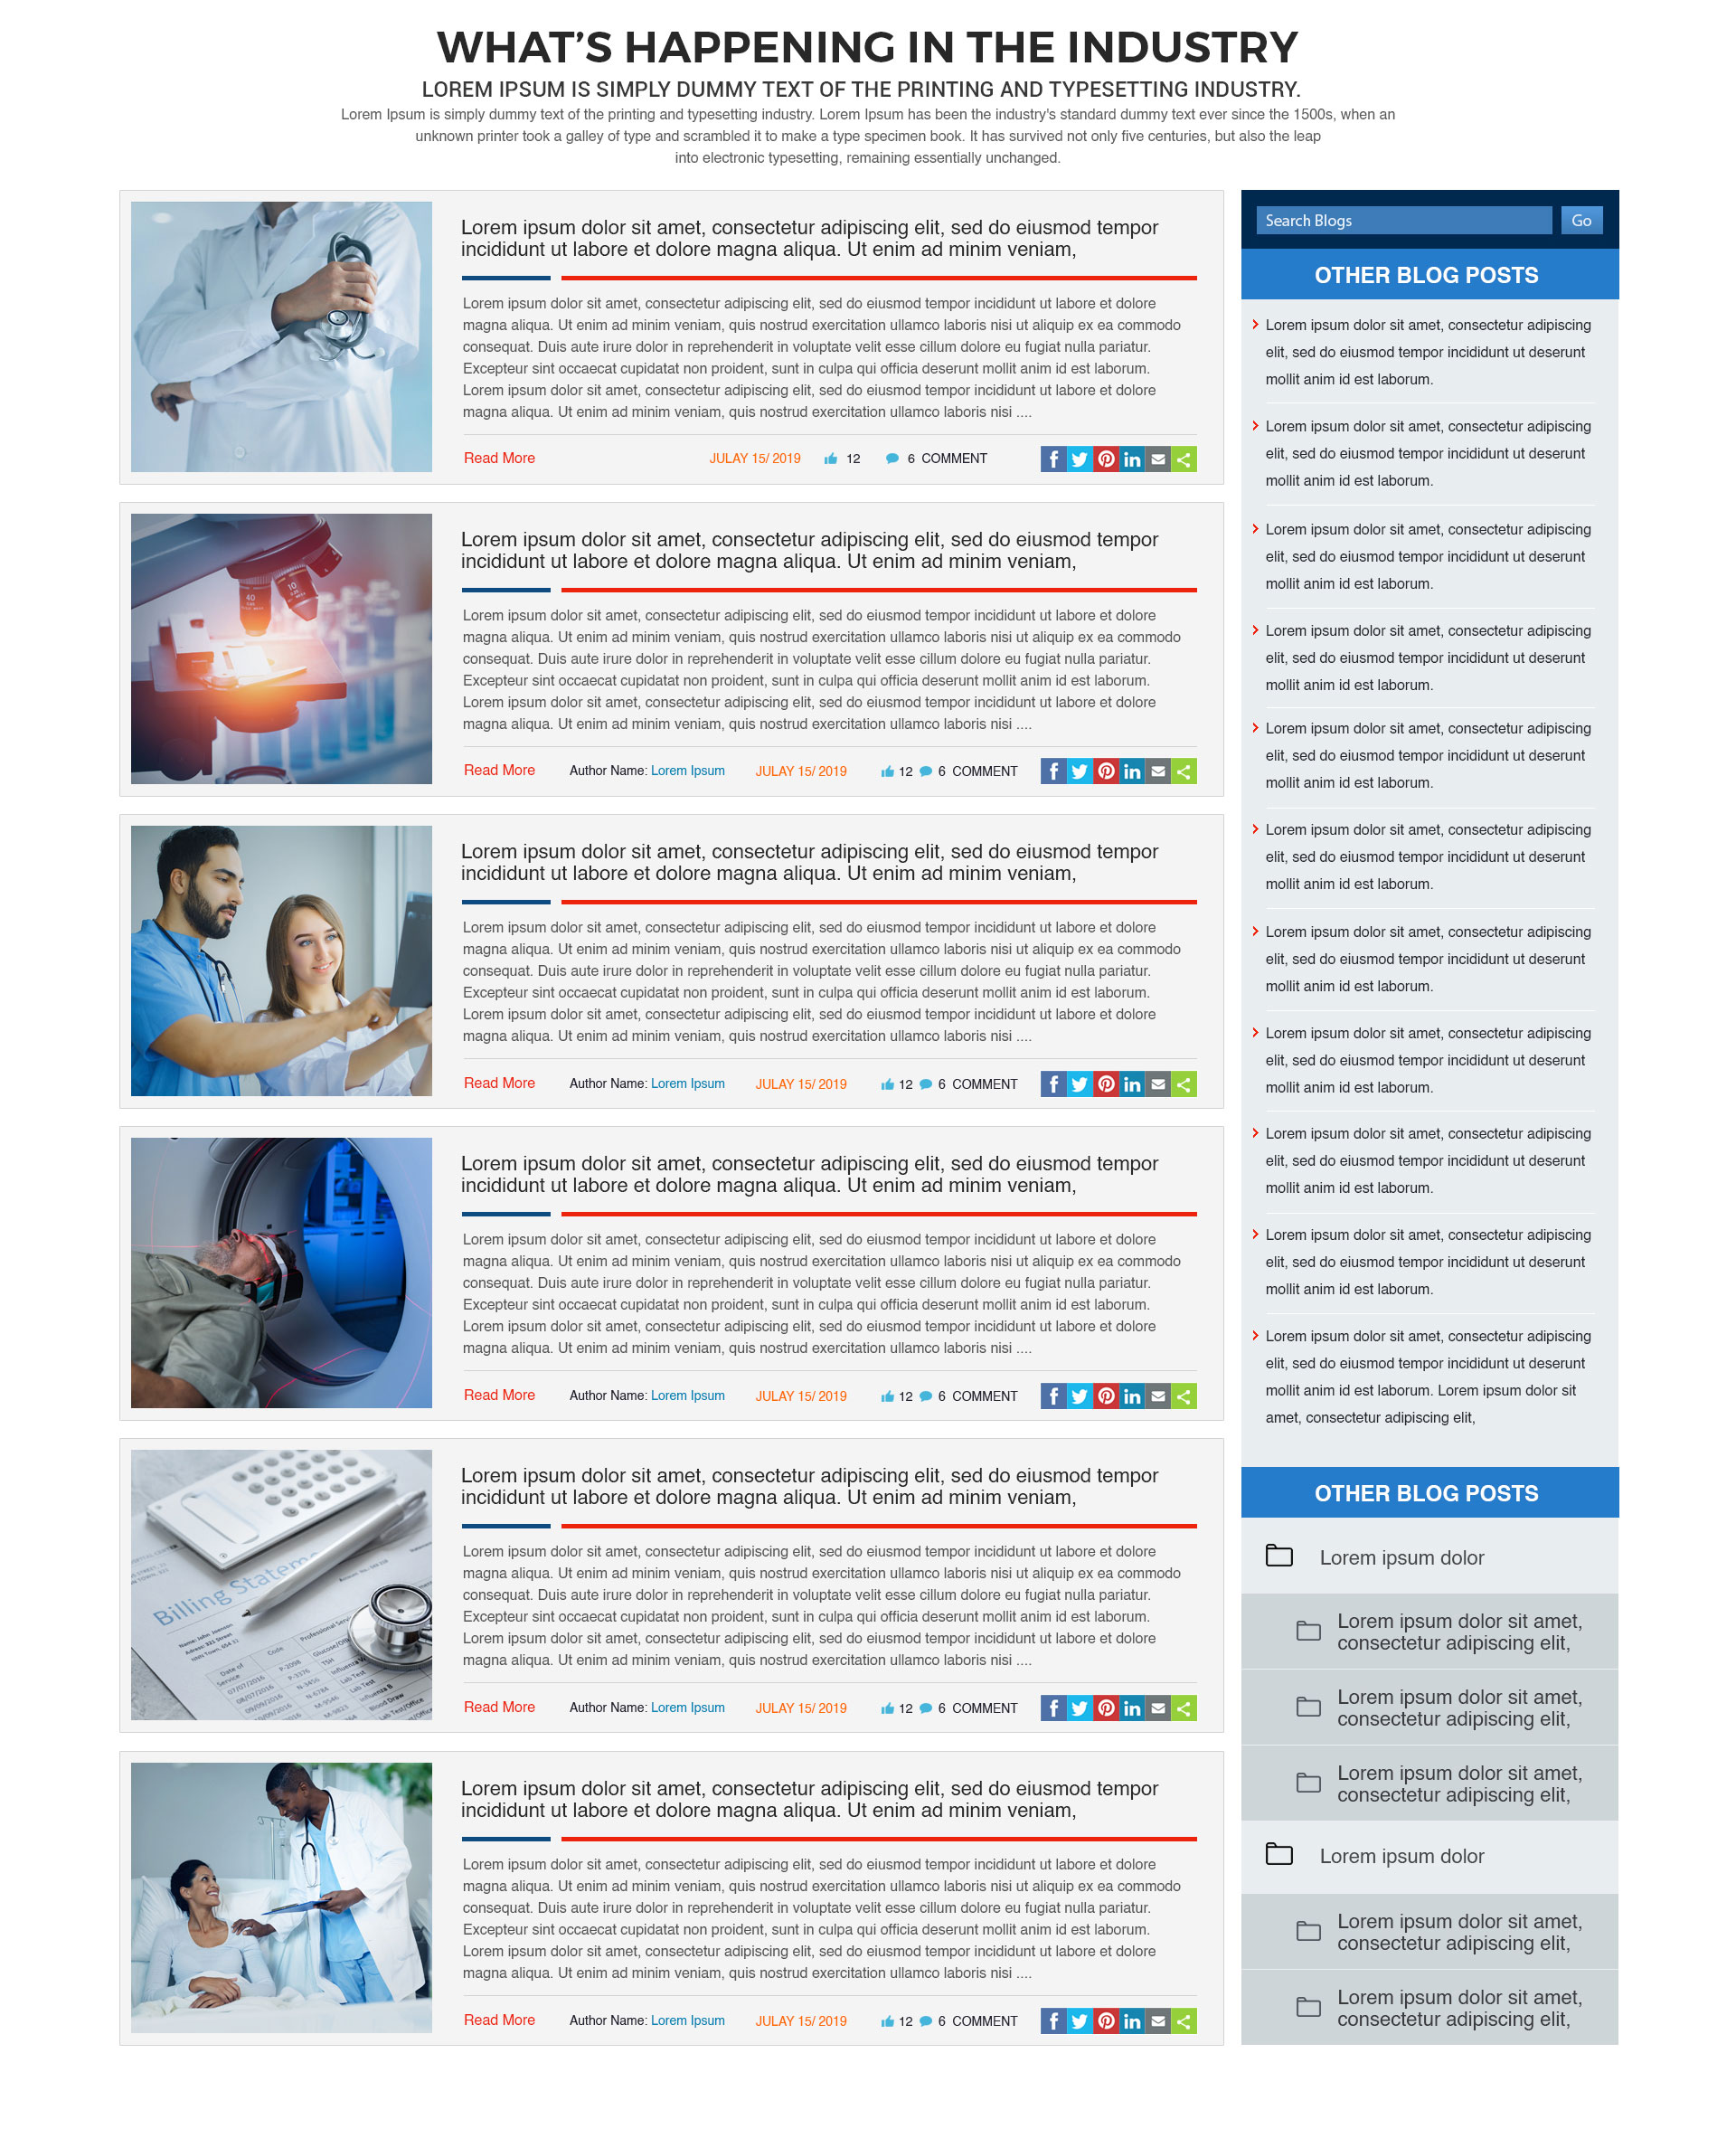 WHAT’S HAPPENING IN THE INDUSTRY
LOREM IPSUM IS SIMPLY DUMMY TEXT OF THE PRINTING AND TYPESETTING INDUSTRY.
Lorem Ipsum is simply dummy text of the printing and typesetting industry. Lorem Ipsum has been the industry's standard dummy text ever since the 1500s, when an
unknown printer took a galley of type and scrambled it to make a type specimen book. It has survived not only five centuries, but also the leap
into electronic typesetting, remaining essentially unchanged.
Lorem ipsum dolor sit amet, consectetur adipiscing elit, sed do eiusmod tempor
incididunt ut labore et dolore magna aliqua. Ut enim ad minim veniam,
Lorem ipsum dolor sit amet, consectetur adipiscing elit, sed do eiusmod tempor incididunt ut labore et dolore
magna aliqua. Ut enim ad minim veniam, quis nostrud exercitation ullamco laboris nisi ut aliquip ex ea commodo
consequat. Duis aute irure dolor in reprehenderit in voluptate velit esse cillum dolore eu fugiat nulla pariatur.
Excepteur sint occaecat cupidatat non proident, sunt in culpa qui officia deserunt mollit anim id est laborum.
Lorem ipsum dolor sit amet, consectetur adipiscing elit, sed do eiusmod tempor incididunt ut labore et dolore
magna aliqua. Ut enim ad minim veniam, quis nostrud exercitation ullamco laboris nisi ....
Read More JULAY 15/ 2019 12 6 COMMENT
40
10
Lorem ipsum dolor sit amet, consectetur adipiscing elit, sed do eiusmod tempor
incididunt ut labore et dolore magna aliqua. Ut enim ad minim veniam,
Lorem ipsum dolor sit amet, consectetur adipiscing elit, sed do eiusmod tempor incididunt ut labore et dolore
magna aliqua. Ut enim ad minim veniam, quis nostrud exercitation ullamco laboris nisi ut aliquip ex ea commodo
consequat. Duis aute irure dolor in reprehenderit in voluptate velit esse cillum dolore eu fugiat nulla pariatur.
Excepteur sint occaecat cupidatat non proident, sunt in culpa qui officia deserunt mollit anim id est laborum.
Lorem ipsum dolor sit amet, consectetur adipiscing elit, sed do eiusmod tempor incididunt ut labore et dolore
magna aliqua. Ut enim ad minim veniam, quis nostrud exercitation ullamco laboris nisi ....
Read More Author Name: Lorem Ipsum JULAY 15/ 2019 12 6 COMMENT
Lorem ipsum dolor sit amet, consectetur adipiscing elit, sed do eiusmod tempor
incididunt ut labore et dolore magna aliqua. Ut enim ad minim veniam,
Lorem ipsum dolor sit amet, consectetur adipiscing elit, sed do eiusmod tempor incididunt ut labore et dolore
magna aliqua. Ut enim ad minim veniam, quis nostrud exercitation ullamco laboris nisi ut aliquip ex ea commodo
consequat. Duis aute irure dolor in reprehenderit in voluptate velit esse cillum dolore eu fugiat nulla pariatur.
Excepteur sint occaecat cupidatat non proident, sunt in culpa qui officia deserunt mollit anim id est laborum.
Lorem ipsum dolor sit amet, consectetur adipiscing elit, sed do eiusmod tempor incididunt ut labore et dolore
magna aliqua. Ut enim ad minim veniam, quis nostrud exercitation ullamco laboris nisi ....
Read More Author Name: Lorem Ipsum JULAY 15/ 2019 12 6 COMMENT
Lorem ipsum dolor sit amet, consectetur adipiscing elit, sed do eiusmod tempor
incididunt ut labore et dolore magna aliqua. Ut enim ad minim veniam,
Lorem ipsum dolor sit amet, consectetur adipiscing elit, sed do eiusmod tempor incididunt ut labore et dolore
magna aliqua. Ut enim ad minim veniam, quis nostrud exercitation ullamco laboris nisi ut aliquip ex ea commodo
consequat. Duis aute irure dolor in reprehenderit in voluptate velit esse cillum dolore eu fugiat nulla pariatur.
Excepteur sint occaecat cupidatat non proident, sunt in culpa qui officia deserunt mollit anim id est laborum.
Lorem ipsum dolor sit amet, consectetur adipiscing elit, sed do eiusmod tempor incididunt ut labore et dolore
magna aliqua. Ut enim ad minim veniam, quis nostrud exercitation ullamco laboris nisi ....
Read More Author Name: Lorem Ipsum JULAY 15/ 2019 12 6 COMMENT
Billing Statem
Date of
Service
Code
Professional
07/07/2016
07/07/2016
08/09/2016
P-2098
P-3376
N-3456
N-6784
M-9546
TSH
Lab Test
Influenza B
Blood Draw
Lab Test/Office
Lorem ipsum dolor sit amet, consectetur adipiscing elit, sed do eiusmod tempor
incididunt ut labore et dolore magna aliqua. Ut enim ad minim veniam,
Lorem ipsum dolor sit amet, consectetur adipiscing elit, sed do eiusmod tempor incididunt ut labore et dolore
magna aliqua. Ut enim ad minim veniam, quis nostrud exercitation ullamco laboris nisi ut aliquip ex ea commodo
consequat. Duis aute irure dolor in reprehenderit in voluptate velit esse cillum dolore eu fugiat nulla pariatur.
Excepteur sint occaecat cupidatat non proident, sunt in culpa qui officia deserunt mollit anim id est laborum.
Lorem ipsum dolor sit amet, consectetur adipiscing elit, sed do eiusmod tempor incididunt ut labore et dolore
magna aliqua. Ut enim ad minim veniam, quis nostrud exercitation ullamco laboris nisi ....
Read More Author Name: Lorem Ipsum JULAY 15/ 2019 12 6 COMMENT
Lorem ipsum dolor sit amet, consectetur adipiscing elit, sed do eiusmod tempor
incididunt ut labore et dolore magna aliqua. Ut enim ad minim veniam,
Lorem ipsum dolor sit amet, consectetur adipiscing elit, sed do eiusmod tempor incididunt ut labore et dolore
magna aliqua. Ut enim ad minim veniam, quis nostrud exercitation ullamco laboris nisi ut aliquip ex ea commodo
consequat. Duis aute irure dolor in reprehenderit in voluptate velit esse cillum dolore eu fugiat nulla pariatur.
Excepteur sint occaecat cupidatat non proident, sunt in culpa qui officia deserunt mollit anim id est laborum.
Lorem ipsum dolor sit amet, consectetur adipiscing elit, sed do eiusmod tempor incididunt ut labore et dolore
magna aliqua. Ut enim ad minim veniam, quis nostrud exercitation ullamco laboris nisi ....
Read More Author Name: Lorem Ipsum JULAY 15/ 2019 12 6 COMMENT
Search Blogs Go
OTHER BLOG POSTS
Lorem ipsum dolor sit amet, consectetur adipiscing
elit, sed do eiusmod tempor incididunt ut deserunt
mollit anim id est laborum.
Lorem ipsum dolor sit amet, consectetur adipiscing
elit, sed do eiusmod tempor incididunt ut deserunt
mollit anim id est laborum.
Lorem ipsum dolor sit amet, consectetur adipiscing
elit, sed do eiusmod tempor incididunt ut deserunt
mollit anim id est laborum.
Lorem ipsum dolor sit amet, consectetur adipiscing
elit, sed do eiusmod tempor incididunt ut deserunt
mollit anim id est laborum.
Lorem ipsum dolor sit amet, consectetur adipiscing
elit, sed do eiusmod tempor incididunt ut deserunt
mollit anim id est laborum.
Lorem ipsum dolor sit amet, consectetur adipiscing
elit, sed do eiusmod tempor incididunt ut deserunt
mollit anim id est laborum.
Lorem ipsum dolor sit amet, consectetur adipiscing
elit, sed do eiusmod tempor incididunt ut deserunt
mollit anim id est laborum.
Lorem ipsum dolor sit amet, consectetur adipiscing
elit, sed do eiusmod tempor incididunt ut deserunt
mollit anim id est laborum.
Lorem ipsum dolor sit amet, consectetur adipiscing
elit, sed do eiusmod tempor incididunt ut deserunt
mollit anim id est laborum.
Lorem ipsum dolor sit amet, consectetur adipiscing
elit, sed do eiusmod tempor incididunt ut deserunt
mollit anim id est laborum.
Lorem ipsum dolor sit amet, consectetur adipiscing
elit, sed do eiusmod tempor incididunt ut deserunt
mollit anim id est laborum. Lorem ipsum dolor sit
amet, consectetur adipiscing elit,
OTHER BLOG POSTS
Lorem ipsum dolor
Lorem ipsum dolor sit amet,
consectetur adipiscing elit,
Lorem ipsum dolor sit amet,
consectetur adipiscing elit,
Lorem ipsum dolor sit amet,
consectetur adipiscing elit,
Lorem ipsum dolor
Lorem ipsum dolor sit amet,
consectetur adipiscing elit,
Lorem ipsum dolor sit amet,
consectetur adipiscing elit,